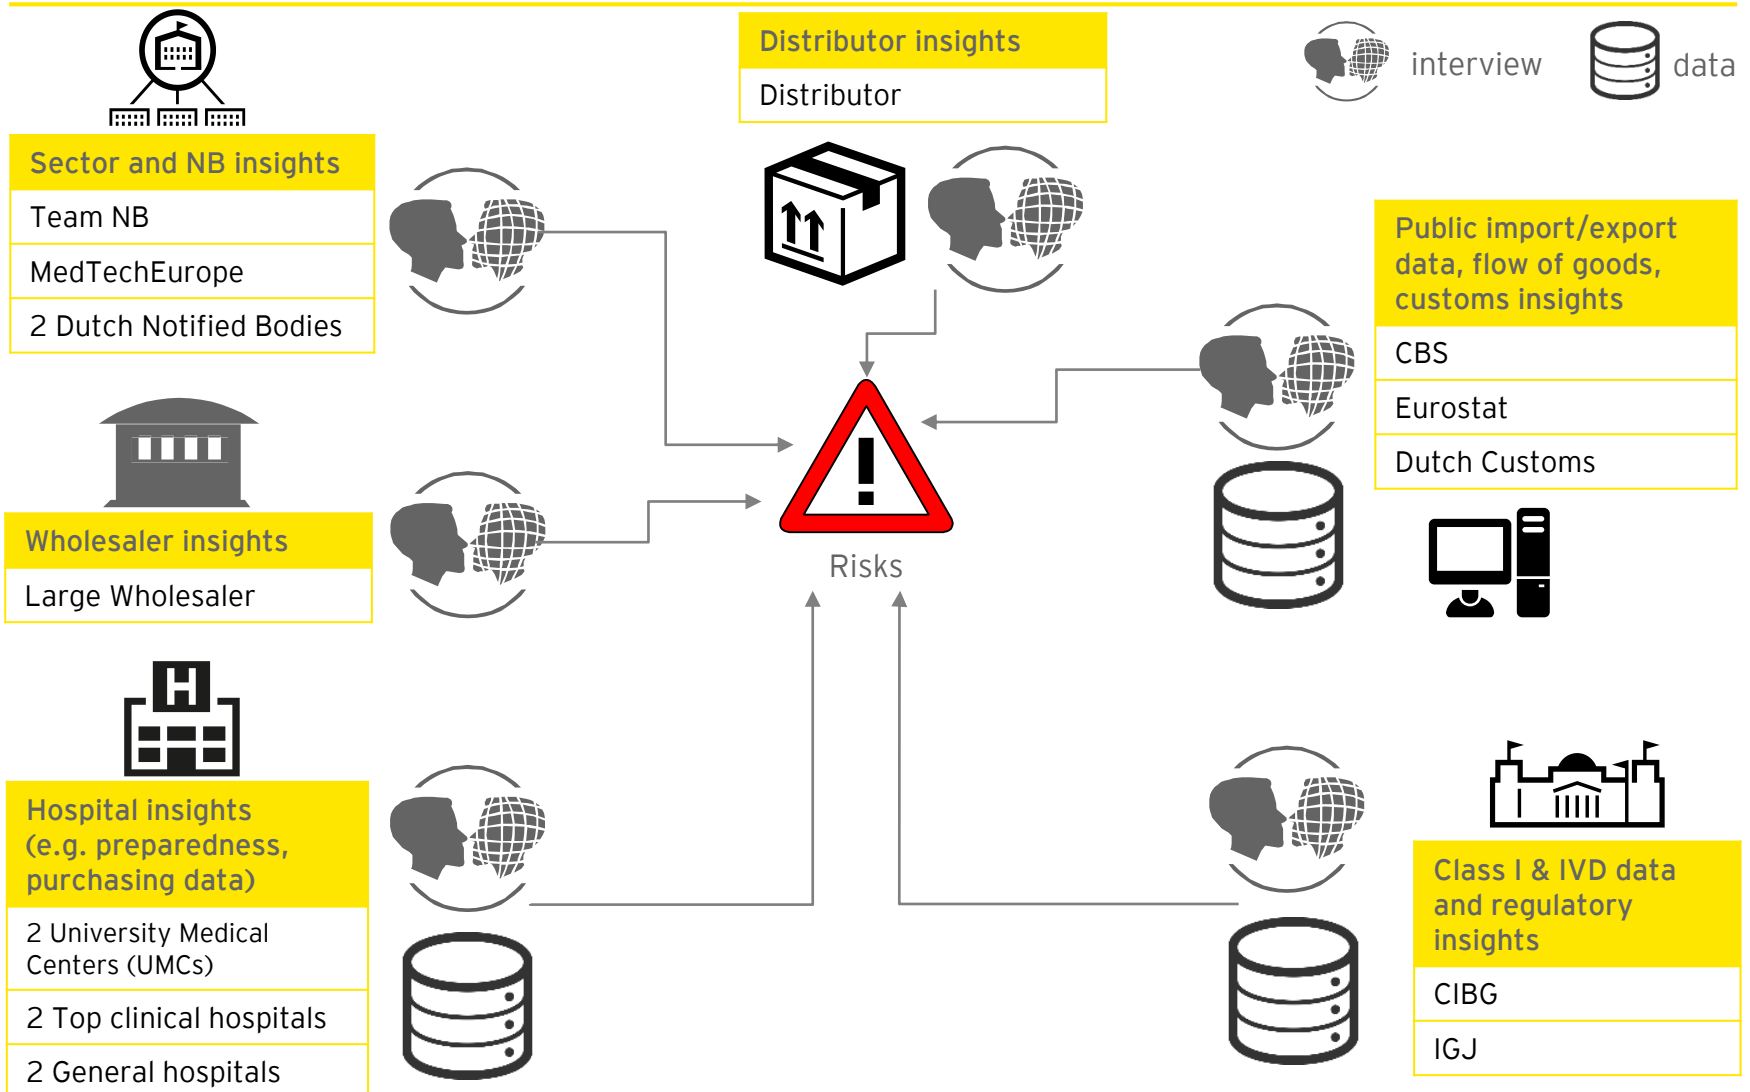 Distributor insights
Distributor
interview
data
Sector and NB insights
Team NB
MedTechEurope
2 Dutch Notified Bodies
Public import/export
data, flow of goods,
customs insights
CBS
Eurostat
Dutch Customs
Wholesaler insights
Large Wholesaler
Risks
H
Hospital insights
(e.g. preparedness,
purchasing data)
2 University Medical
Centers (UMCs)
2 Top clinical hospitals
2 General hospitals
Class I & IVD data
and regulatory
insights
CIBG
IGJ